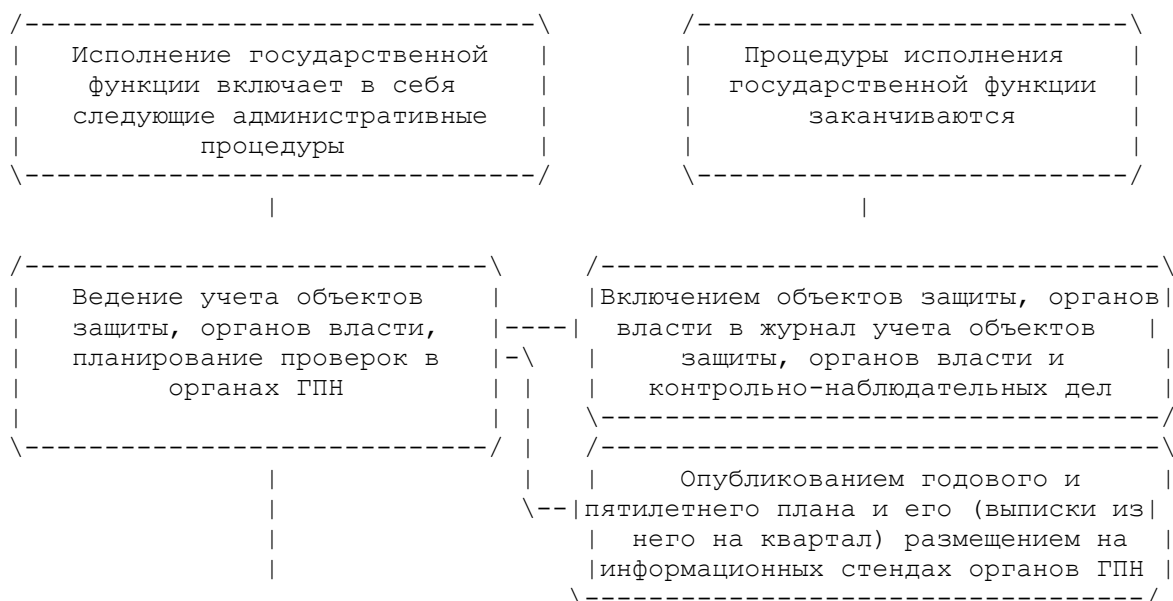 Исполнение государственной
функции включает в себя
следующие административные
процедуры
Процедуры исполнения
государственной функции
заканчиваются
Ведение учета объектов
защиты, органов власти,
планирование проверок в
органах ГПН
Включением объектов защиты, органов
власти в журнал учета объектов
защиты, органов власти и
контрольно-наблюдательных дел
Опубликованием годового и
пятилетнего плана и его (выписки из
него на квартал) размещением на
информационных стендах органов ГПН